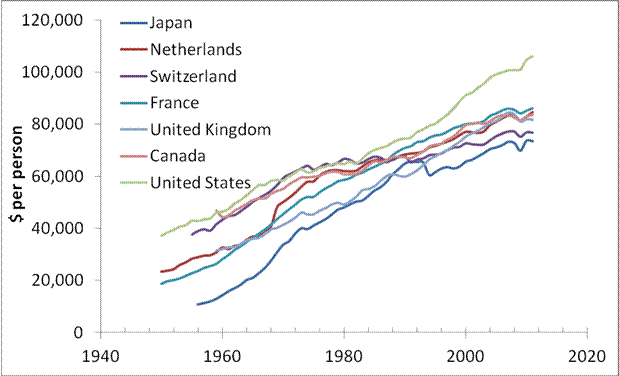 120,000
100,000
80,000
60,000
40,000
20,000
0
$ per person
Japan
Netherlands
Switzerland
France
United Kingdom
Canada
United States
1940 1960 1980 2000 2020